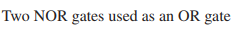 Two NOR gates used as an OR gate